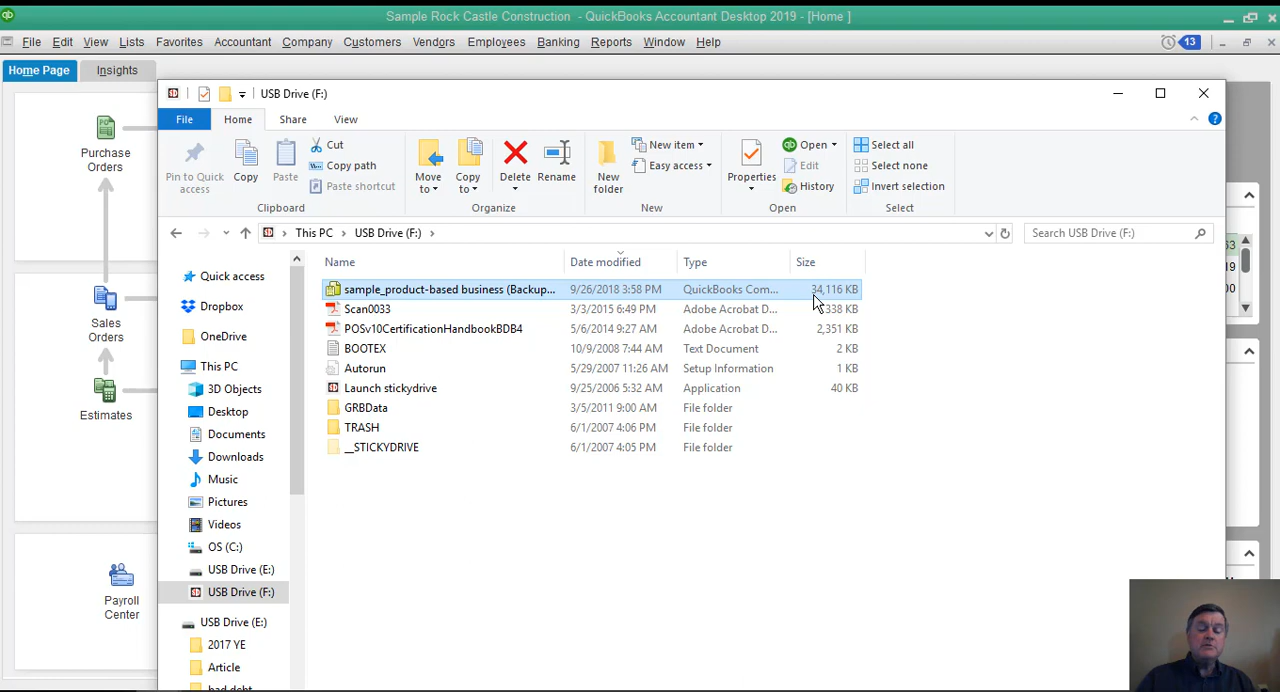 Sample Rock Castle Construction - QuickBooks Accountant Desktop 2019 - [Home ]
File Edit View Lists Favorites Accountant Company Customers Vendors Employees Banking Reports Window Help 13
Home Page Insights
USB Drive (F:)
File Home Share View
Pin to Quick access
Copy
Paste
Cut
Copy path
Paste shortcut
Clipboard
Move to
Copy to
Delete
Rename
Organize
New folder
New item
Easy access
New
Properties
Open
Edit
History
Open
Select all
Select none
Invert selection
Select
This PC > USB Drive (F:) >
Search USB Drive (F:)
Name Date modified Type Size
sample_product-based business (Backup... 9/26/2018 3:58 PM QuickBooks Com... 34,116 KB
Scan0033 3/3/2015 6:49 PM Adobe Acrobat D... 338 KB
POSv10CertificationHandbookBDB4 5/6/2014 9:27 AM Adobe Acrobat D... 2,351 KB
BOOTEX 10/9/2008 7:44 AM Text Document 2 KB
Autorun 5/29/2007 11:26 AM Setup Information 1 KB
Launch stickydrive 9/25/2006 5:32 AM Application 40 KB
GRBData 3/5/2011 9:00 AM File folder
TRASH 6/1/2007 4:06 PM File folder
__STICKYDRIVE 6/1/2007 4:05 PM File folder
Quick access
Dropbox
OneDrive
This PC
3D Objects
Desktop
Documents
Downloads
Music
Pictures
Videos
OS (C:)
USB Drive (E:)
USB Drive (F:)
USB Drive (E:)
2017 YE
Article
bad debt
Purchase Orders
Sales Orders
Estimates
Payroll Center